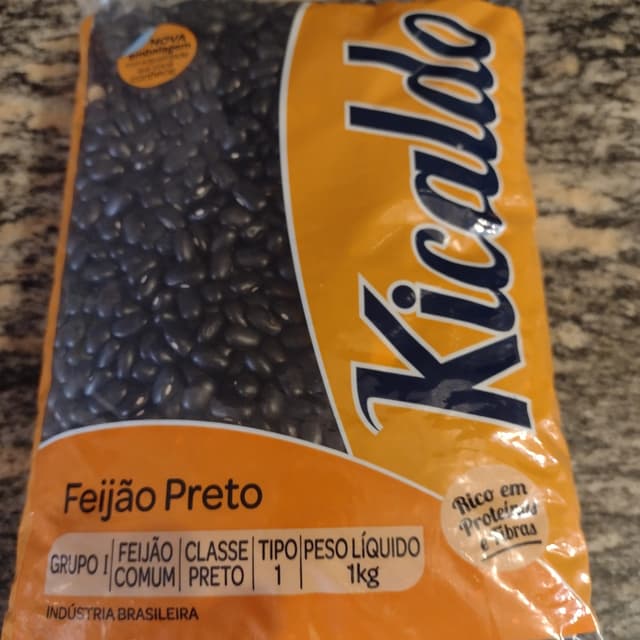 NOVA
embalagem
Kicaldo
Feijão Preto
Rico em
Proteínas
e Fibras
GRUPO I
FEIJÃO
COMUM
CLASSE
PRETO
TIPO
1
PESO LÍQUIDO
1kg
INDÚSTRIA BRASILEIRA